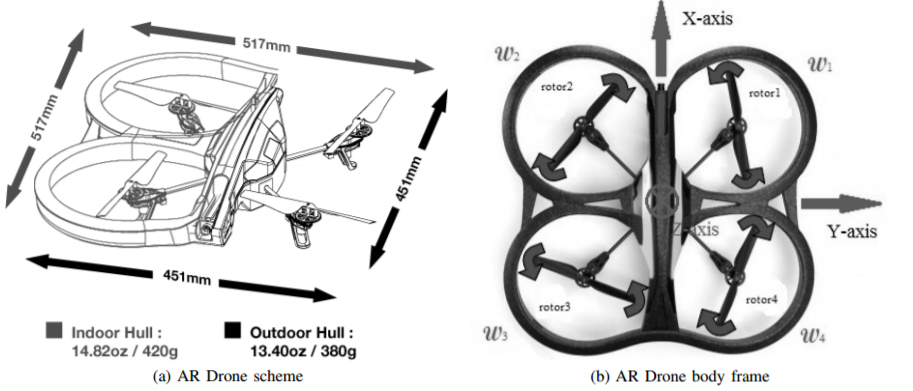 517mm
517mm
451mm
451mm
Indoor Hull :
14.82oz / 420g
Outdoor Hull :
13.40oz / 380g
(a) AR Drone scheme
X-axis
w2
w1
rotor2
rotor1
Z-axis
Y-axis
rotor3
rotor4
w3
w4
(b) AR Drone body frame